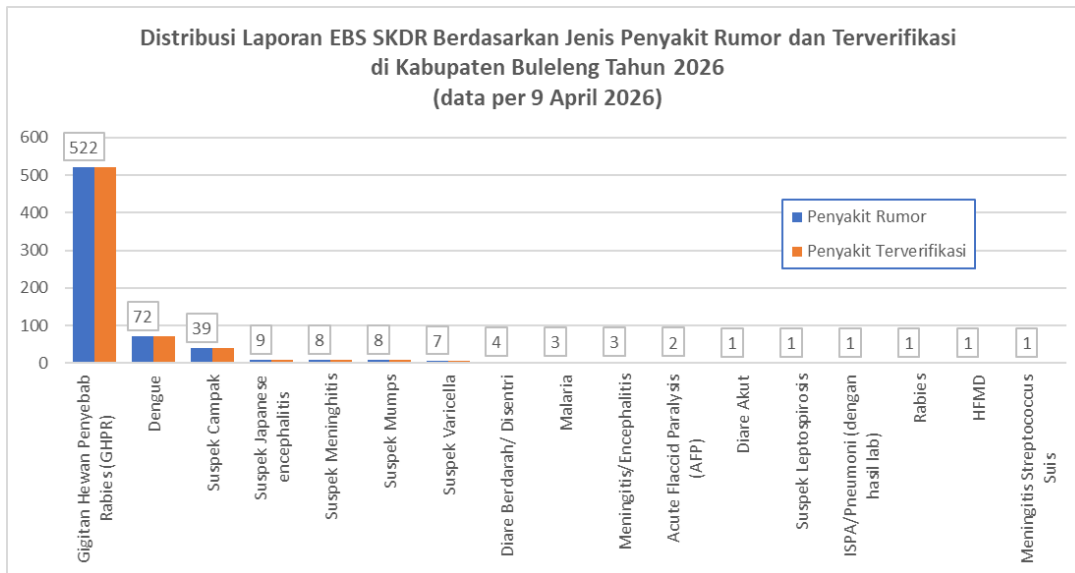 Distribusi Laporan EBS SKDR Berdasarkan Jenis Penyakit Rumor dan Terverifikasi
di Kabupaten Buleleng Tahun 2026
(data per 9 April 2026)
600
500
400
300
200
100
0
522
72
39
9
8
8
7
4
3
3
2
1
1
1
1
1
1
Penyakit Rumor
Penyakit Terverifikasi
Gigitan Hewan Penyebab
Rabies (GHPR)
Dengue
Suspek Campak
Suspek Japanese
encephalitis
Suspek Meninghitis
Suspek Mumps
Suspek Varicella
Diare Berdarah/ Disentri
Malaria
Meningitis/Encephalitis
Acute Flaccid Paralysis
(AFP)
Diare Akut
Suspek Leptospirosis
ISPA/Pneumoni (dengan
hasil lab)
Rabies
HFMD
Meningitis Streptococcus
Suis